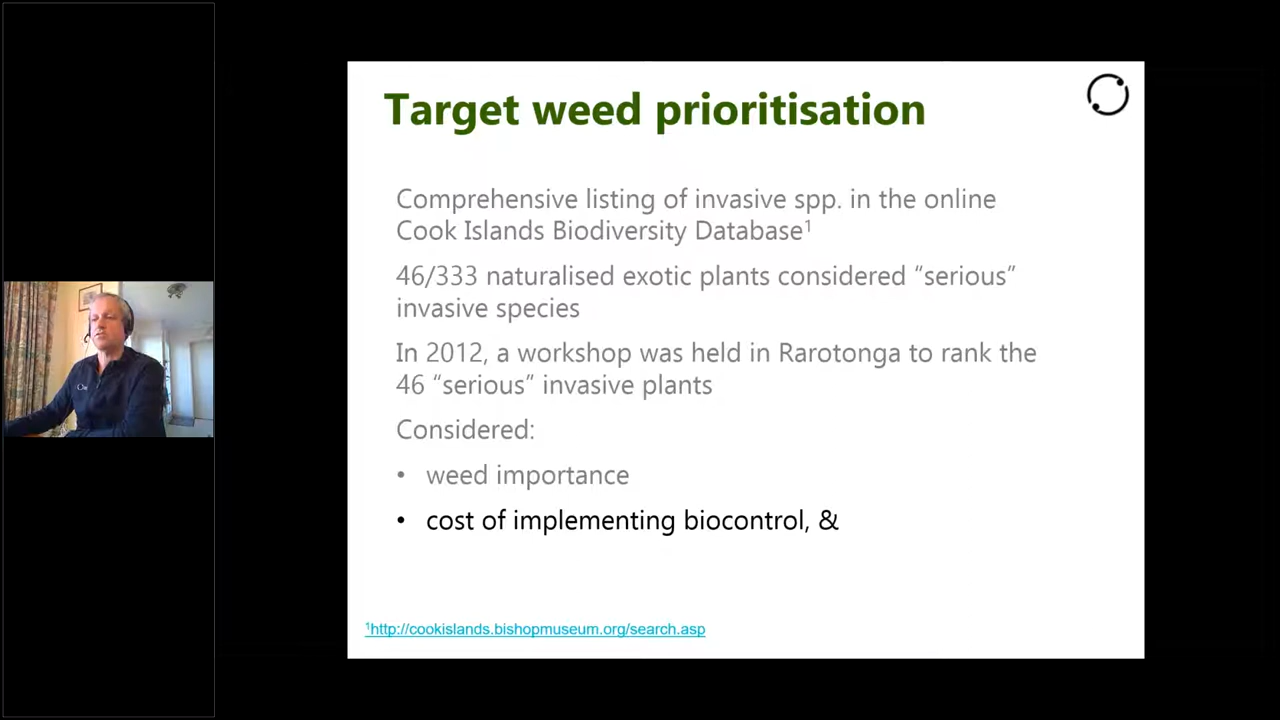 Target weed prioritisation
Comprehensive listing of invasive spp. in the online
Cook Islands Biodiversity Database¹
46/333 naturalised exotic plants considered “serious”
invasive species
In 2012, a workshop was held in Rarotonga to rank the
46 “serious” invasive plants
Considered:
• weed importance
• cost of implementing biocontrol, &
¹http://cookislands.bishopmuseum.org/search.asp